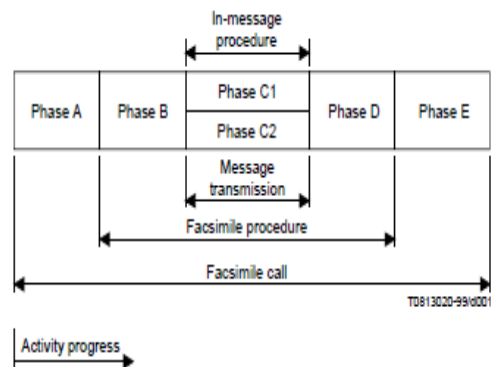 In-message
procedure
Phase A
Phase B
Phase C1
Phase C2
Phase D
Phase E
Message
transmission
Facsimile procedure
Facsimile call
T0813020-99/d001
Activity progress